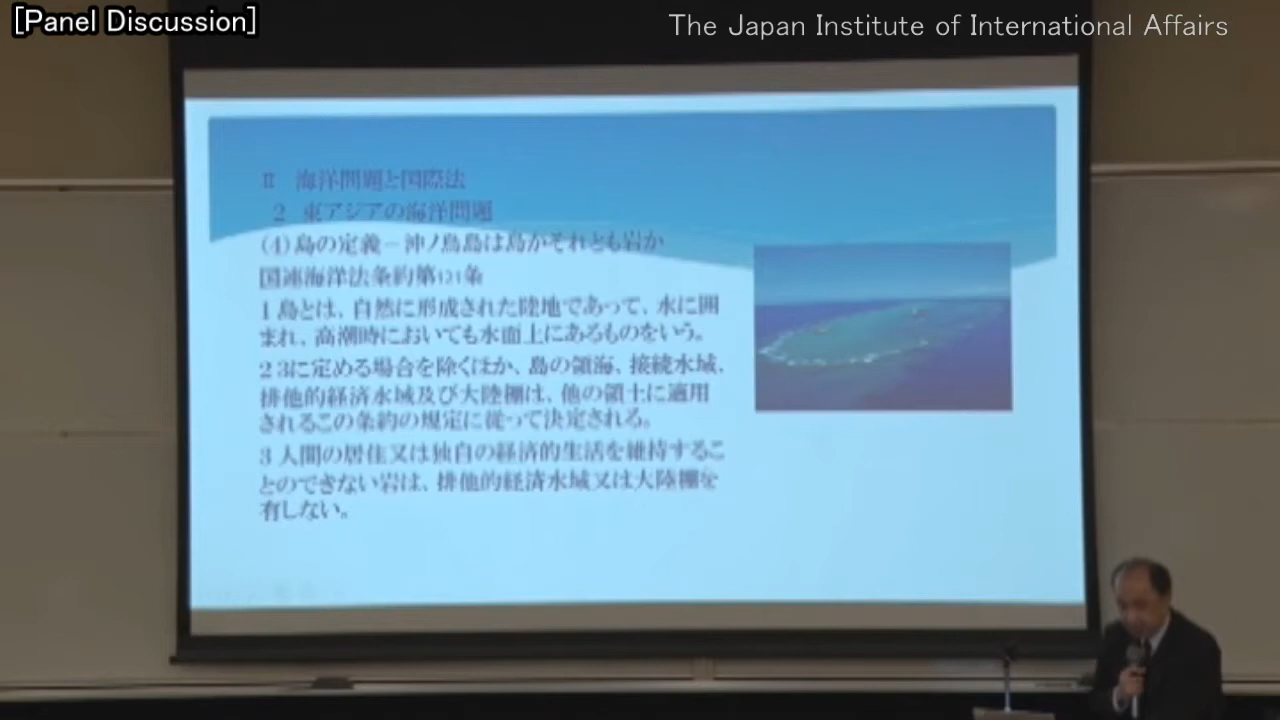 [Panel Discussion]
The Japan Institute of International Affairs
Ⅱ 海洋問題と国際法
2 東アジアの海洋問題
(4)島の定義－沖ノ鳥島は島かそれとも岩か
国連海洋法条約第121条
1 島とは、自然に形成された陸地であって、水に囲
まれ、高潮時においても水面上にあるものをいう。
2 3に定める場合を除くほか、島の領海、接続水域、
排他的経済水域及び大陸棚は、他の領土に適用
されるこの条約の規定に従って決定される。
3 人間の居住又は独自の経済的生活を維持するこ
とのできない岩は、排他的経済水域又は大陸棚を
有しない。